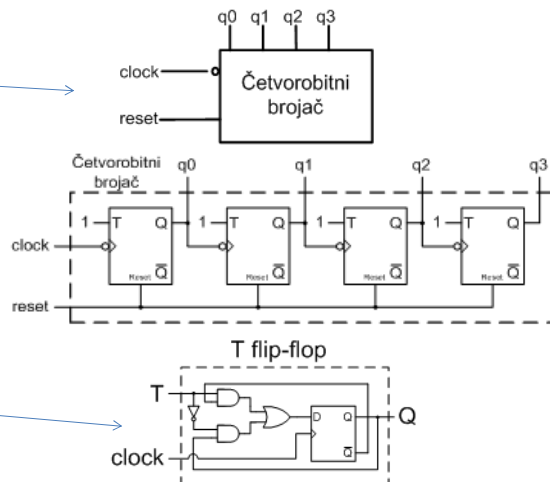 q0 q1 q2 q3
clock
Četvorobitni
brojač
reset
Četvorobitni
brojač
q0 q1 q2 q3
1 T Q 1 T Q 1 T Q 1 T Q
clock
Reset Q̅ Reset Q̅ Reset Q̅ Reset Q̅
reset
T flip-flop
T
D Q Q
Q̅
clock